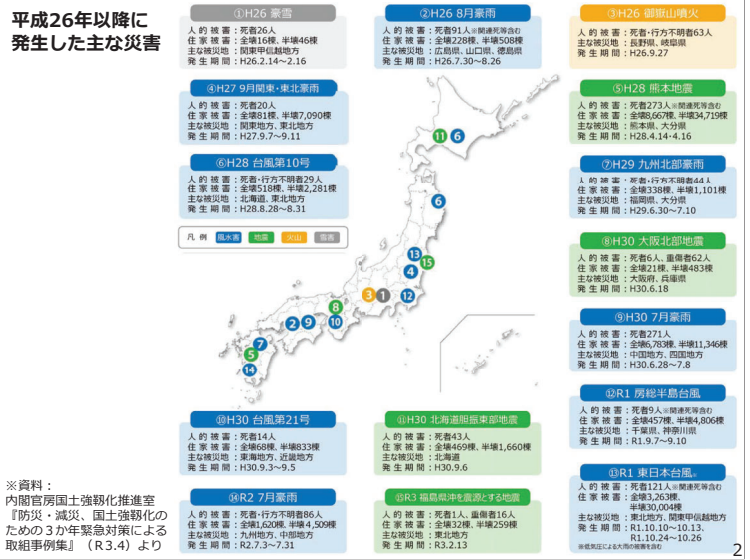 平成26年以降に
発生した主な災害
①H26 豪雪
人的被害：死者26人
住家被害：全壊16棟、半壊46棟
主な被災地：関東甲信越地方
発生期間：H26.2.14～2.16
②H26 8月豪雨
人的被害：死者91人※関連死等含む
住家被害：全壊228棟、半壊508棟
主な被災地：広島県、山口県、徳島県
発生期間：H26.7.30～8.26
③H26 御嶽山噴火
人的被害：死者・行方不明者63人
主な被災地：長野県、岐阜県
発生期間：H26.9.27
④H27 9月関東・東北豪雨
人的被害：死者20人
住家被害：全壊81棟、半壊7,090棟
主な被災地：関東地方、東北地方
発生期間：H27.9.7～9.11
⑤H28 熊本地震
人的被害：死者273人※関連死等含む
住家被害：全壊8,667棟、半壊34,719棟
主な被災地：熊本県、大分県
発生期間：H28.4.14・4.16
⑥H28 台風第10号
人的被害：死者・行方不明者29人
住家被害：全壊518棟、半壊2,281棟
主な被災地：北海道、東北地方
発生期間：H28.8.28～8.31
⑦H29 九州北部豪雨
人的被害：死者・行方不明者44人
住家被害：全壊338棟、半壊1,101棟
主な被災地：福岡県、大分県
発生期間：H29.6.30～7.10
凡例 風水害 地震 火山 雪害
⑧H30 大阪北部地震
人的被害：死者6人、重傷者62人
住家被害：全壊21棟、半壊483棟
主な被災地：大阪府、兵庫県
発生期間：H30.6.18
⑨H30 7月豪雨
人的被害：死者271人
住家被害：全壊6,783棟、半壊11,346棟
主な被災地：中国地方、四国地方
発生期間：H30.6.28～7.8
11 6
6
13
15
4
3 1 12
8
2 9 10
7
5
14
⑩H30 台風第21号
人的被害：死者14人
住家被害：全壊68棟、半壊833棟
主な被災地：東海地方、近畿地方
発生期間：H30.9.3～9.5
⑪H30 北海道胆振東部地震
人的被害：死者43人
住家被害：全壊469棟、半壊1,660棟
主な被災地：北海道
発生期間：H30.9.6
⑫R1 房総半島台風
人的被害：死者9人※関連死等含む
住家被害：全壊457棟、半壊4,806棟
主な被災地：千葉県、神奈川県
発生期間：R1.9.7～9.10
⑬R1 東日本台風※
人的被害：死者121人※関連死等含む
住家被害：全壊3,263棟、
半壊30,004棟
主な被災地：東北地方、関東甲信越地方
発生期間：R1.10.10～10.13、
R1.10.24～10.26
※低気圧による大雨の被害を含む
⑭R2 7月豪雨
人的被害：死者・行方不明者86人
住家被害：全壊1,620棟、半壊4,509棟
主な被災地：九州地方、中部地方
発生期間：R2.7.3～7.31
⑮R3 福島県沖を震源とする地震
人的被害：死者1人、重傷者16人
住家被害：全壊32棟、半壊259棟
主な被災地：東北地方
発生期間：R3.2.13
※資料：
内閣官房国土強靱化推進室
『防災・減災、国土強靱化の
ための３か年緊急対策による
取組事例集』（R3.4）より
2